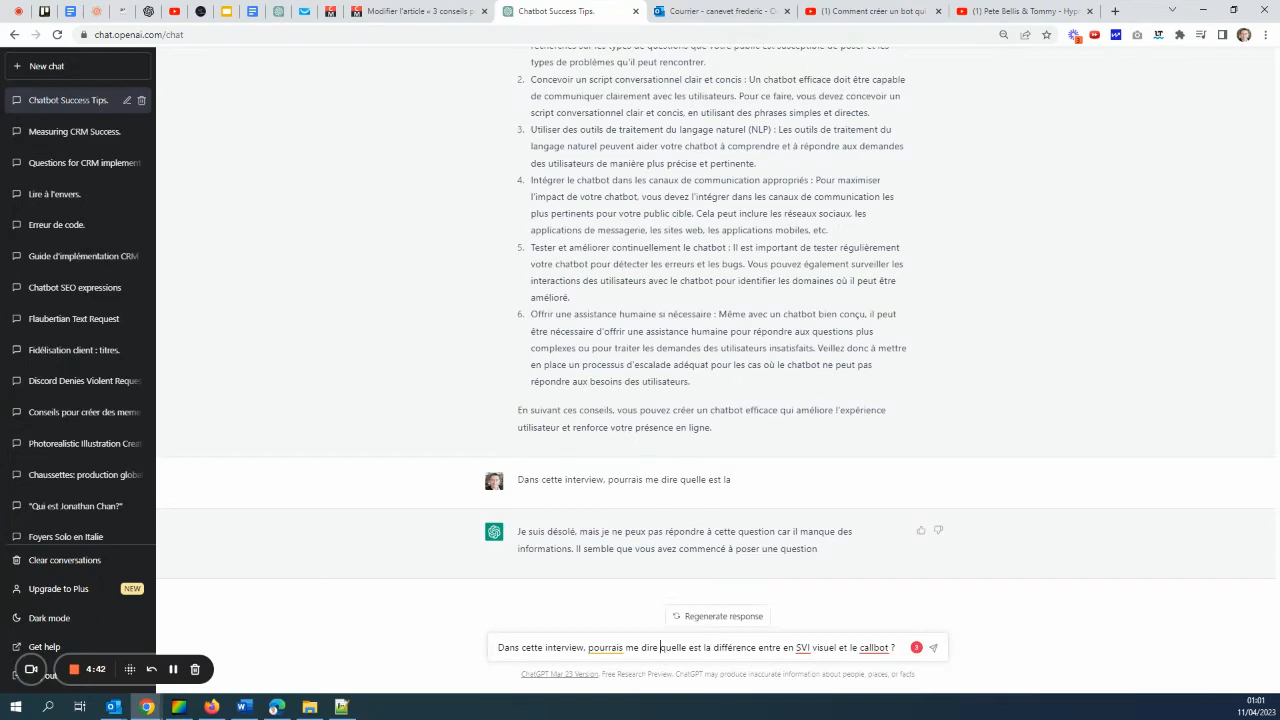 Modifier l'article « 3 conseils p
Chatbot Success Tips.
Courrier - canevet frederic - O
(1) Comment créer un bot qui
(1) Pete Bellis & Tommy - Hyp
chat.openai.com/chat
New chat
Chatbot Success Tips.
Measuring CRM Success.
Questions for CRM implement
Lire à l'envers.
Erreur de code.
Guide d'implémentation CRM
Chatbot SEO expressions
Flaubertian Text Request
Fidélisation client : titres.
Discord Denies Violent Reques
Conseils pour créer des meme
Photorealistic Illustration Creat
Chaussettes: production global
"Qui est Jonathan Chan?"
Foyers Solo en Italie
Clear conversations
Upgrade to Plus NEW
Dark mode
Get help
4:42
Log out
recherches sur les types de questions que votre public est susceptible de poser et les
types de problèmes qu'il peut rencontrer.
2. Concevoir un script conversationnel clair et concis : Un chatbot efficace doit être capable
de communiquer clairement avec les utilisateurs. Pour ce faire, vous devez concevoir un
script conversationnel clair et concis, en utilisant des phrases simples et directes.
3. Utiliser des outils de traitement du langage naturel (NLP) : Les outils de traitement du
langage naturel peuvent aider votre chatbot à comprendre et à répondre aux demandes
des utilisateurs de manière plus précise et pertinente.
4. Intégrer le chatbot dans les canaux de communication appropriés : Pour maximiser
l'impact de votre chatbot, vous devez l'intégrer dans les canaux de communication les
plus pertinents pour votre public cible. Cela peut inclure les réseaux sociaux, les
applications de messagerie, les sites web, les applications mobiles, etc.
5. Tester et améliorer continuellement le chatbot : Il est important de tester régulièrement
votre chatbot pour détecter les erreurs et les bugs. Vous pouvez également surveiller les
interactions des utilisateurs avec le chatbot pour identifier les domaines où il peut être
amélioré.
6. Offrir une assistance humaine si nécessaire : Même avec un chatbot bien conçu, il peut
être nécessaire d'offrir une assistance humaine pour répondre aux questions plus
complexes ou pour traiter les demandes des utilisateurs insatisfaits. Veillez donc à mettre
en place un processus d'escalade adéquat pour les cas où le chatbot ne peut pas
répondre aux besoins des utilisateurs.
En suivant ces conseils, vous pouvez créer un chatbot efficace qui améliore l'expérience
utilisateur et renforce votre présence en ligne.
Dans cette interview, pourrais me dire quelle est la
Je suis désolé, mais je ne peux pas répondre à cette question car il manque des
informations. Il semble que vous avez commencé à poser une question
Regenerate response
Dans cette interview, pourrais me dire quelle est la différence entre en SVI visuel et le callbot ? 3
ChatGPT Mar 23 Version. Free Research Preview. ChatGPT may produce inaccurate information about people, places, or facts
01:01
11/04/2023